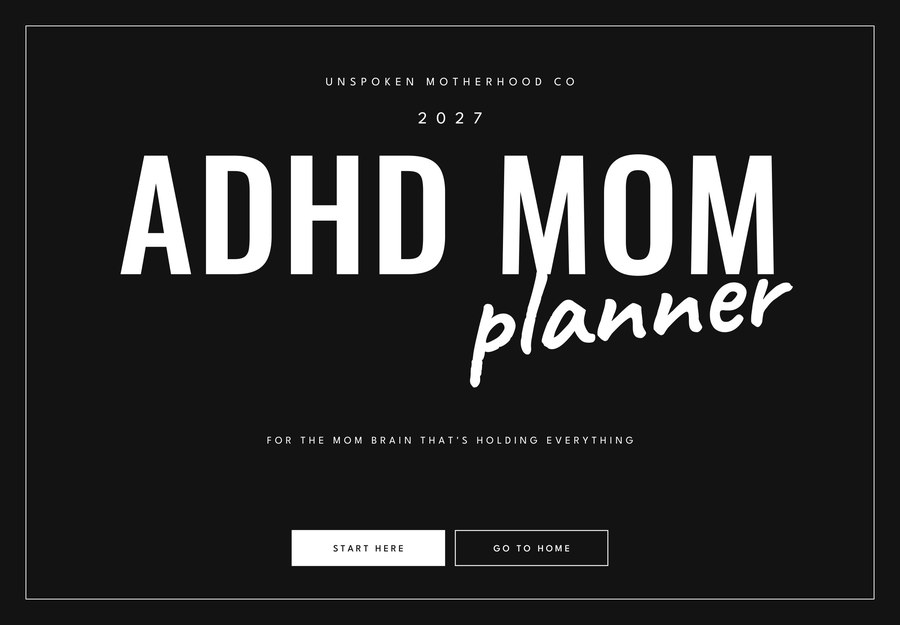 UNSPOKEN MOTHERHOOD CO
2027
ADHD MOM
planner
FOR THE MOM BRAIN THAT'S HOLDING EVERYTHING
START HERE
GO TO HOME